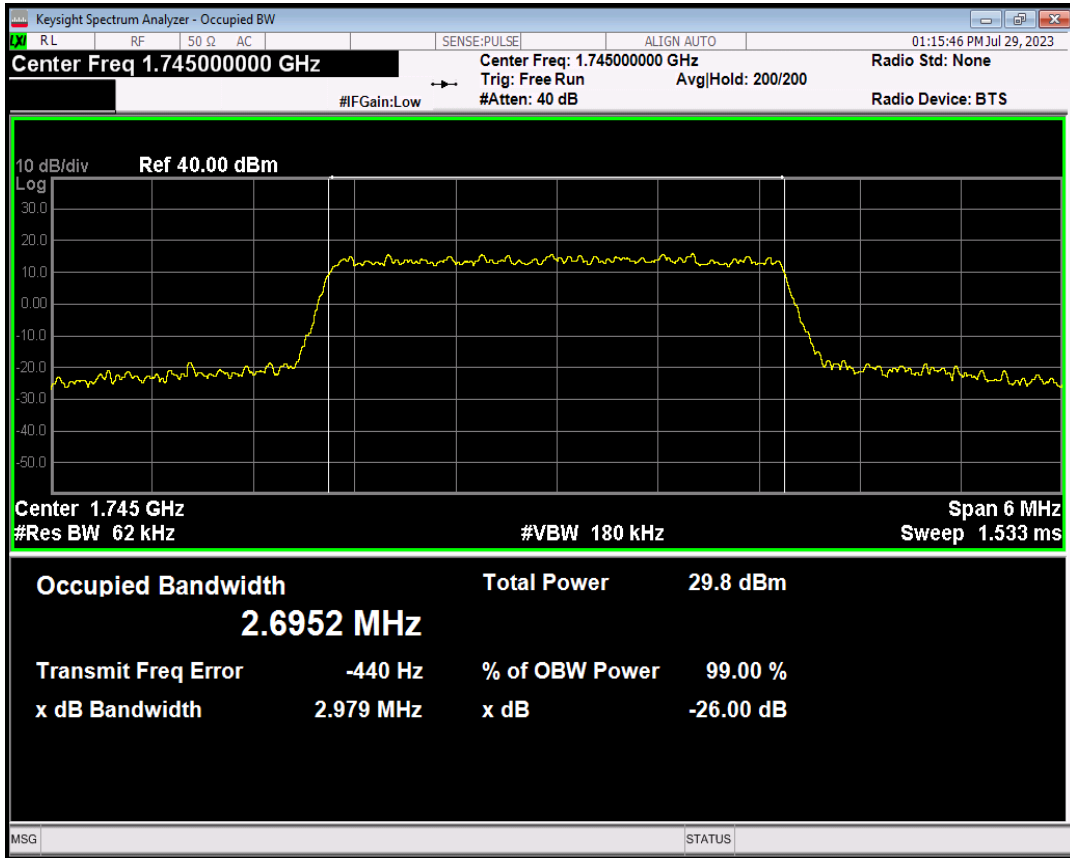 Keysight Spectrum Analyzer - Occupied BW
LXI RL RF 50 Ω AC SENSE:PULSE ALIGN AUTO 01:15:46 PM Jul 29, 2023
Center Freq 1.745000000 GHz Center Freq: 1.745000000 GHz Radio Std: None
Trig: Free Run Avg|Hold: 200/200
#IFGain:Low #Atten: 40 dB Radio Device: BTS
10 dB/div Ref 40.00 dBm
Log
30.0
20.0
10.0
0.00
-10.0
-20.0
-30.0
-40.0
-50.0
Center 1.745 GHz Span 6 MHz
#Res BW 62 kHz #VBW 180 kHz Sweep 1.533 ms
Occupied Bandwidth Total Power 29.8 dBm
2.6952 MHz
Transmit Freq Error -440 Hz % of OBW Power 99.00 %
x dB Bandwidth 2.979 MHz x dB -26.00 dB
MSG STATUS